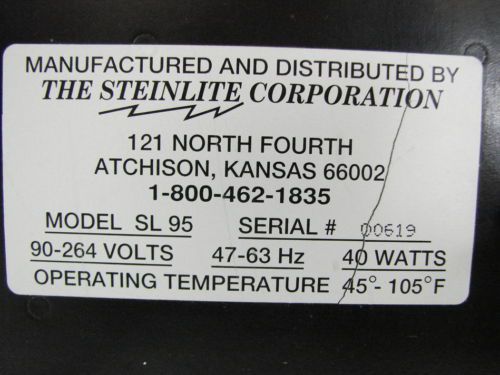 MANUFACTURED AND DISTRIBUTED BY
THE STEINLITE CORPORATION
121 NORTH FOURTH
ATCHISON, KANSAS 66002
1-800-462-1835
MODEL SL 95 SERIAL # 00619
90-264 VOLTS 47-63 Hz 40 WATTS
OPERATING TEMPERATURE 45°- 105°F